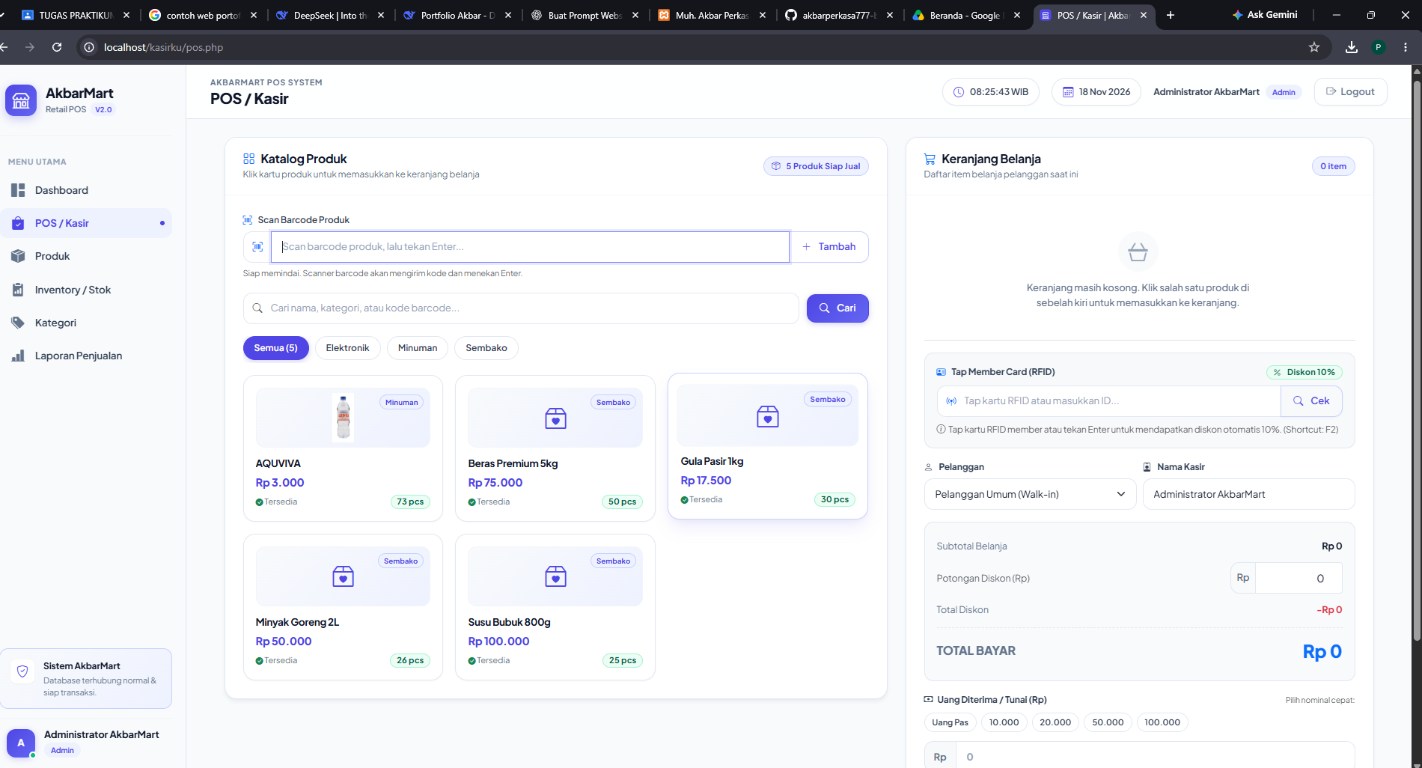 TUGAS PRAKTIKUM
contoh web portof
DeepSeek | Into th
Portfolio Akbar - D
Buat Prompt Webs
Muh. Akbar Perkas
akbarperkasa777-
Beranda - Google
POS / Kasir | Akba
Ask Gemini
localhost/kasirku/pos.php
P
AkbarMart
Retail POS V2.0
MENU UTAMA
Dashboard
POS / Kasir
Produk
Inventory / Stok
Kategori
Laporan Penjualan
Sistem AkbarMart
Database terhubung normal &
siap transaksi.
A
Administrator AkbarMart
Admin
AKBARMART POS SYSTEM
POS / Kasir
08:25:43 WIB
18 Nov 2026
Administrator AkbarMart Admin
Logout
Katalog Produk
Klik kartu produk untuk memasukkan ke keranjang belanja
5 Produk Siap Jual
Scan Barcode Produk
Scan barcode produk, lalu tekan Enter...
+ Tambah
Siap memindai. Scanner barcode akan mengirim kode dan menekan Enter.
Cari nama, kategori, atau kode barcode...
Cari
Semua (5) Elektronik Minuman Sembako
Minuman
AQUVIVA
Rp 3.000
Tersedia 73 pcs
Sembako
Beras Premium 5kg
Rp 75.000
Tersedia 50 pcs
Sembako
Gula Pasir 1kg
Rp 17.500
Tersedia 30 pcs
Sembako
Minyak Goreng 2L
Rp 50.000
Tersedia 26 pcs
Sembako
Susu Bubuk 800g
Rp 100.000
Tersedia 25 pcs
Keranjang Belanja
Daftar item belanja pelanggan saat ini
0 item
Keranjang masih kosong. Klik salah satu produk di
sebelah kiri untuk memasukkan ke keranjang.
Tap Member Card (RFID)
% Diskon 10%
Tap kartu RFID atau masukkan ID...
Cek
Tap kartu RFID member atau tekan Enter untuk mendapatkan diskon otomatis 10%. (Shortcut: F2)
Pelanggan
Pelanggan Umum (Walk-in)
Nama Kasir
Administrator AkbarMart
Subtotal Belanja Rp 0
Potongan Diskon (Rp) Rp 0
Total Diskon -Rp 0
TOTAL BAYAR Rp 0
Uang Diterima / Tunai (Rp)
Pilih nominal cepat:
Uang Pas 10.000 20.000 50.000 100.000
Rp 0